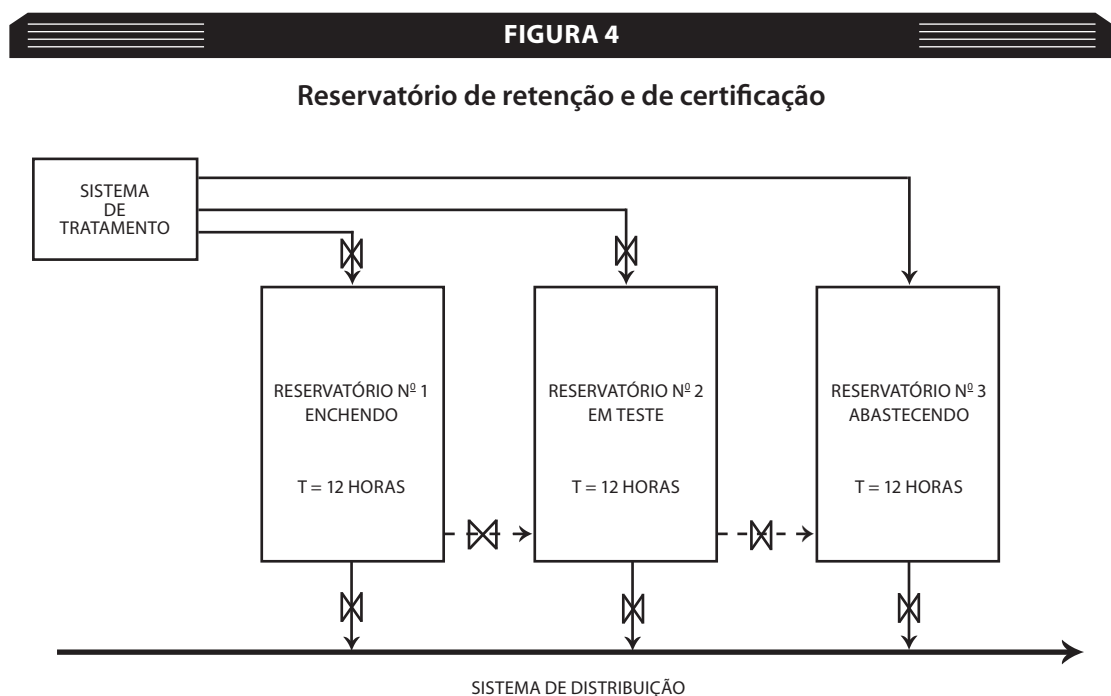 FIGURA 4
Reservatório de retenção e de certificação
SISTEMA
DE
TRATAMENTO
RESERVATÓRIO Nº 1
ENCHENDO
T = 12 HORAS
RESERVATÓRIO Nº 2
EM TESTE
T = 12 HORAS
RESERVATÓRIO Nº 3
ABASTECENDO
T = 12 HORAS
SISTEMA DE DISTRIBUIÇÃO